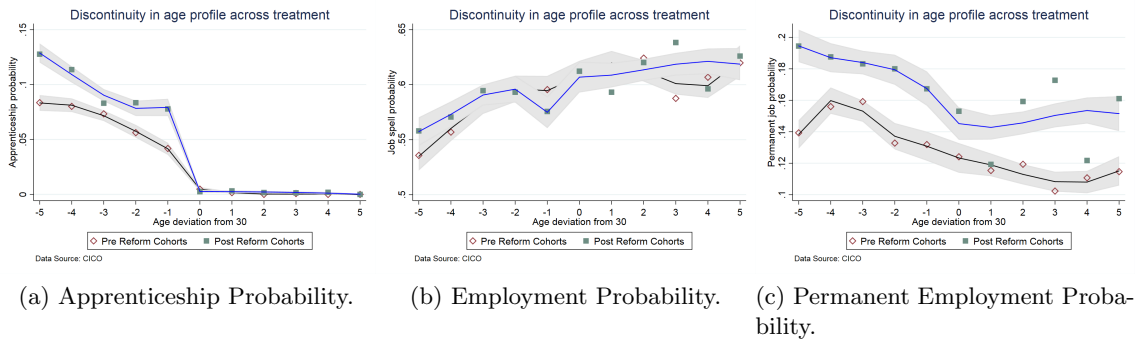 Discontinuity in age profile across treatment
Apprenticeship probability
.15
.1
.05
0
-5 -4 -3 -2 -1 0 1 2 3 4 5
Age deviation from 30
Pre Reform Cohorts Post Reform Cohorts
Data Source: CICO
(a) Apprenticeship Probability.
Discontinuity in age profile across treatment
Job spell probability
.65
.6
.55
.5
-5 -4 -3 -2 -1 0 1 2 3 4 5
Age deviation from 30
Pre Reform Cohorts Post Reform Cohorts
Data Source: CICO
(b) Employment Probability.
Discontinuity in age profile across treatment
Permanent job probability
.2
.18
.16
.14
.12
.1
-5 -4 -3 -2 -1 0 1 2 3 4 5
Age deviation from 30
Pre Reform Cohorts Post Reform Cohorts
Data Source: CICO
(c) Permanent Employment Proba-
bility.